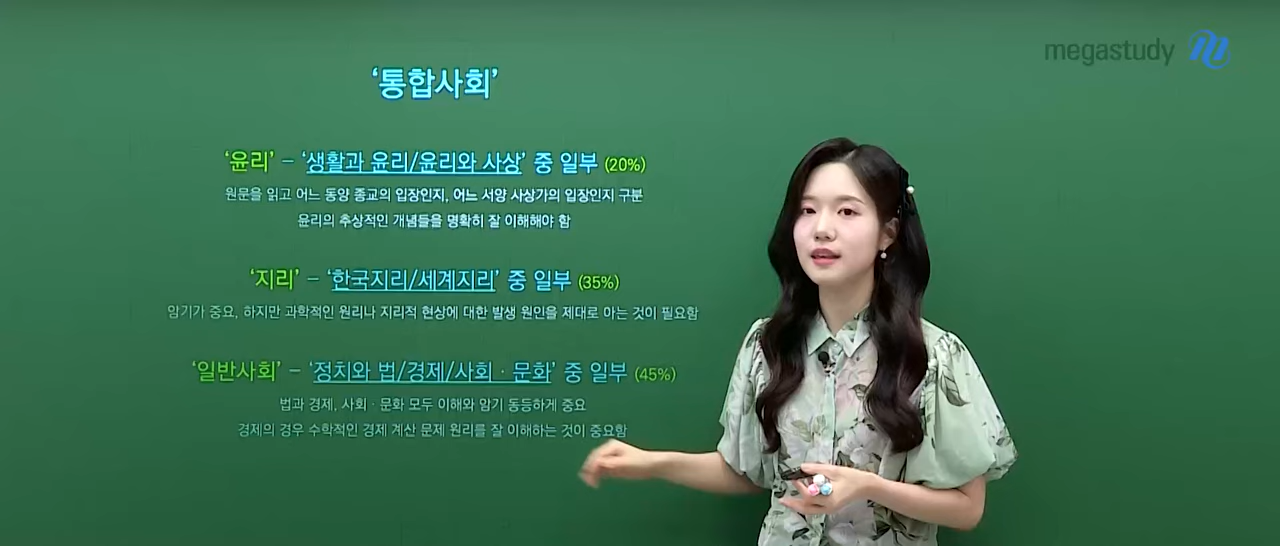 megastudy
‘통합사회’
‘윤리’ – ‘생활과 윤리/윤리와 사상’ 중 일부 (20%)
원문을 읽고 어느 동양 종교의 입장인지, 어느 서양 사상가의 입장인지 구분
윤리의 추상적인 개념들을 명확히 잘 이해해야 함
‘지리’ – ‘한국지리/세계지리’ 중 일부 (35%)
암기가 중요, 하지만 과학적인 원리나 지리적 현상에 대한 발생 원인을 제대로 아는 것이 필요함
‘일반사회’ – ‘정치와 법/경제/사회·문화’ 중 일부 (45%)
법과 경제, 사회·문화 모두 이해와 암기 동등하게 중요
경제의 경우 수학적인 경제 계산 문제 원리를 잘 이해하는 것이 중요함